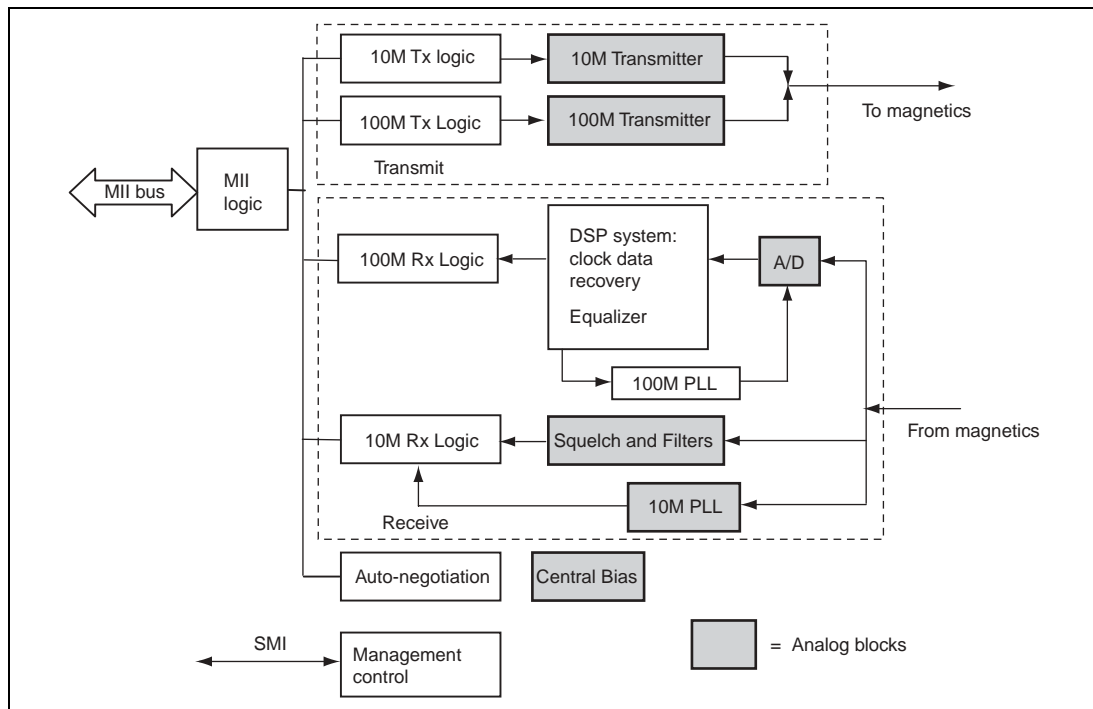 10M Tx logic
10M Transmitter
100M Tx Logic
100M Transmitter
To magnetics
Transmit
MII bus
MII
logic
DSP system:
clock data
recovery
Equalizer
100M Rx Logic
A/D
100M PLL
10M Rx Logic
Squelch and Filters
From magnetics
10M PLL
Receive
Auto-negotiation
Central Bias
SMI
Management
control
= Analog blocks